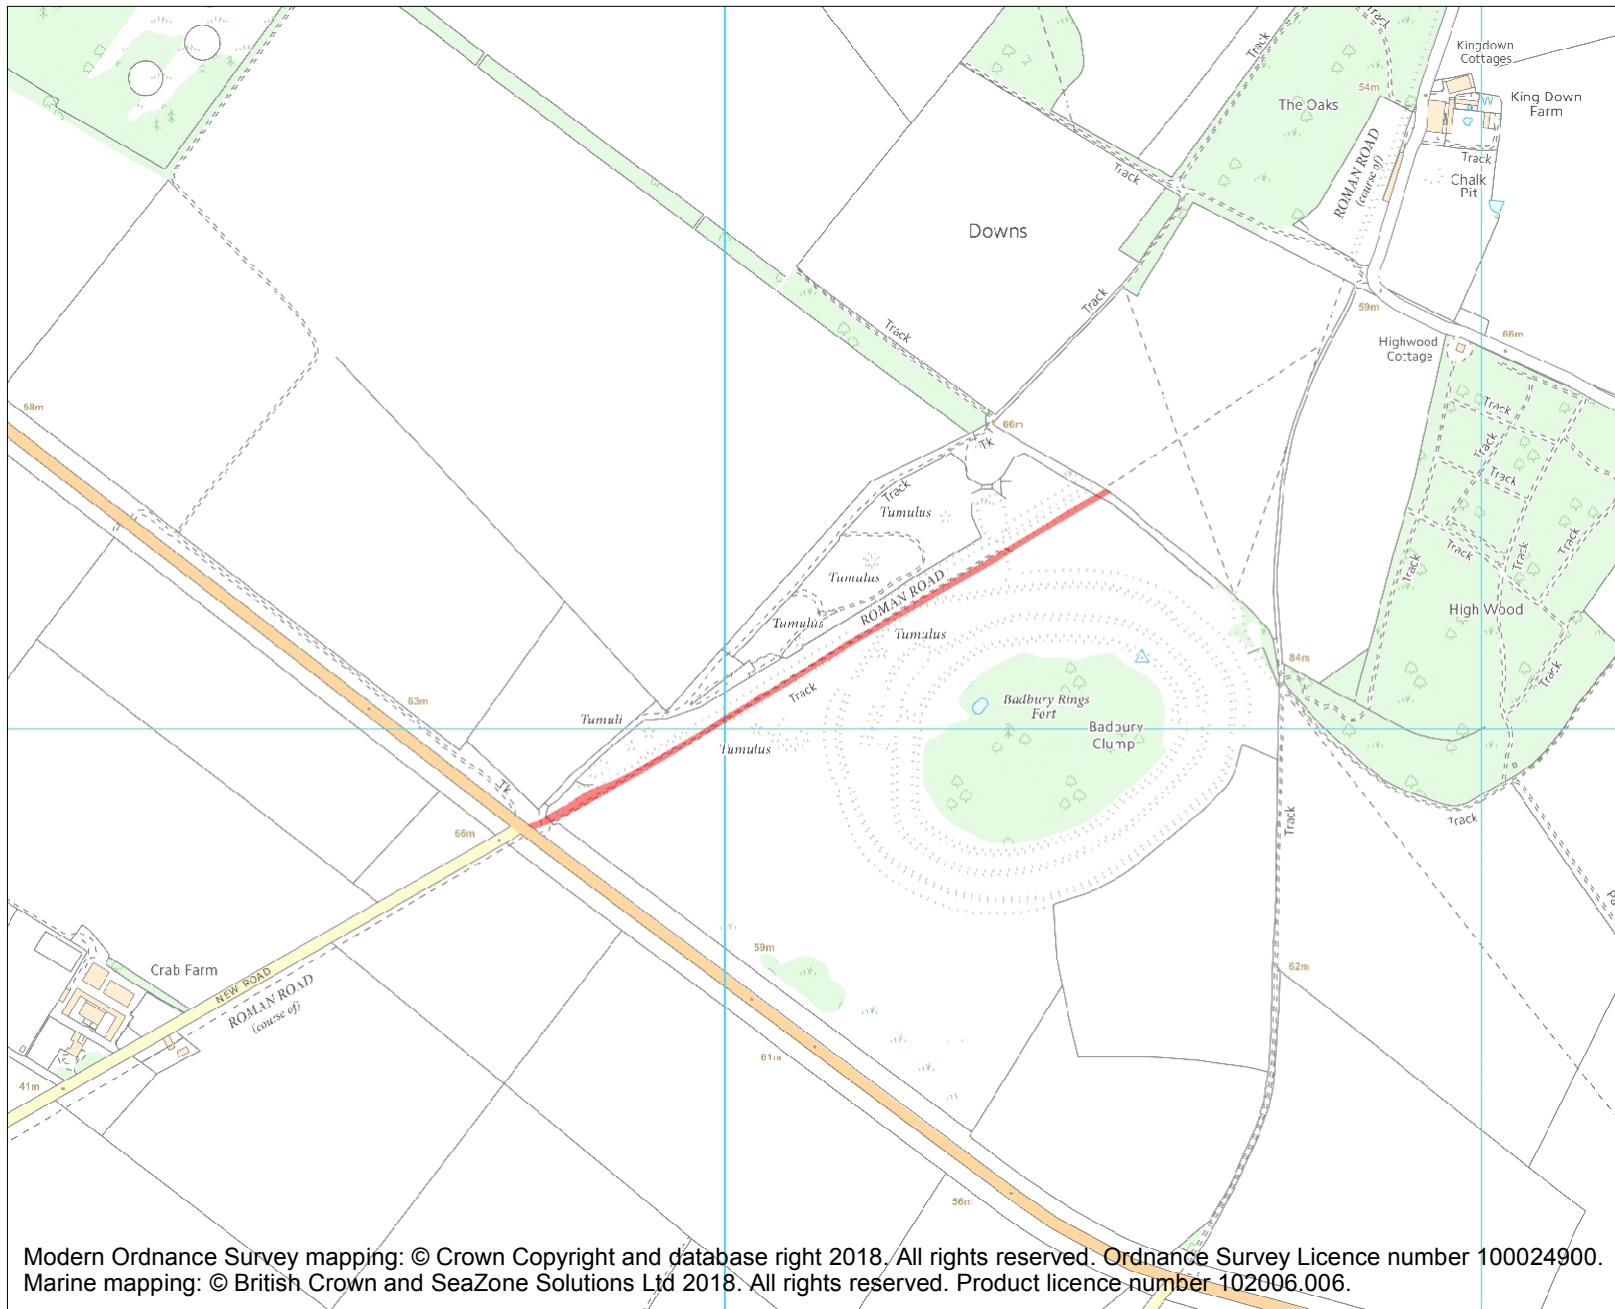 Kingdown
Cottages
Track
Track
54m
The Oaks
King Down
Farm
ROMAN ROAD
(course of)
Track
Chalk
Pit
Track
Downs
Track
59m
Track
66m
Highwood
Cottage
58m
Track
66m
Tk
Track
Track
Track
Tumulus
Track
Track
Track
Track
Tumulus
ROMAN ROAD
High Wood
Tumulus
Tumulus
84m
Track
Track
63m
Badbury Rings
Fort
Tumuli
Badbury
Clump
Tumulus
Tk
Track
Track
66m
59m
62m
Crab Farm
NEW ROAD
ROMAN ROAD
(course of)
61m
41m
56m
Modern Ordnance Survey mapping: © Crown Copyright and database right 2018. All rights reserved. Ordnance Survey Licence number 100024900.
Marine mapping: © British Crown and SeaZone Solutions Ltd 2018. All rights reserved. Product licence number 102006.006.